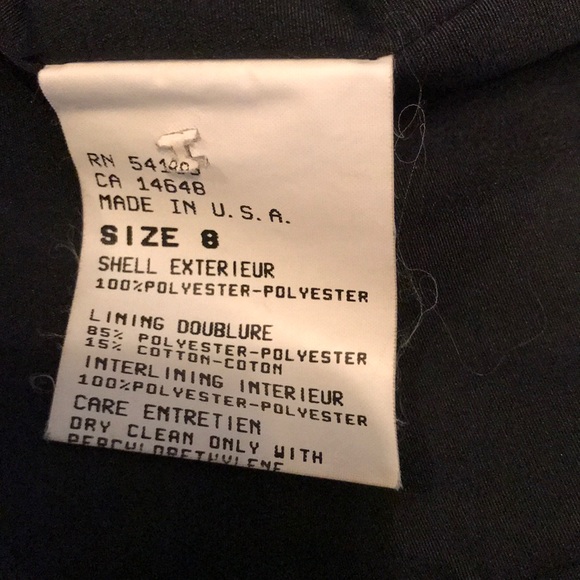 RN
CA 14648
MADE IN U.S.A.
SIZE 8
SHELL EXTERIEUR
100%POLYESTER-POLYESTER
LINING DOUBLURE
85% POLYESTER-POLYESTER
15% COTTON-COTON
INTERLINING INTERIEUR
100%POLYESTER-POLYESTER
CARE ENTRETIEN
DRY CLEAN ONLY WITH
PERCHLORETHYLENE